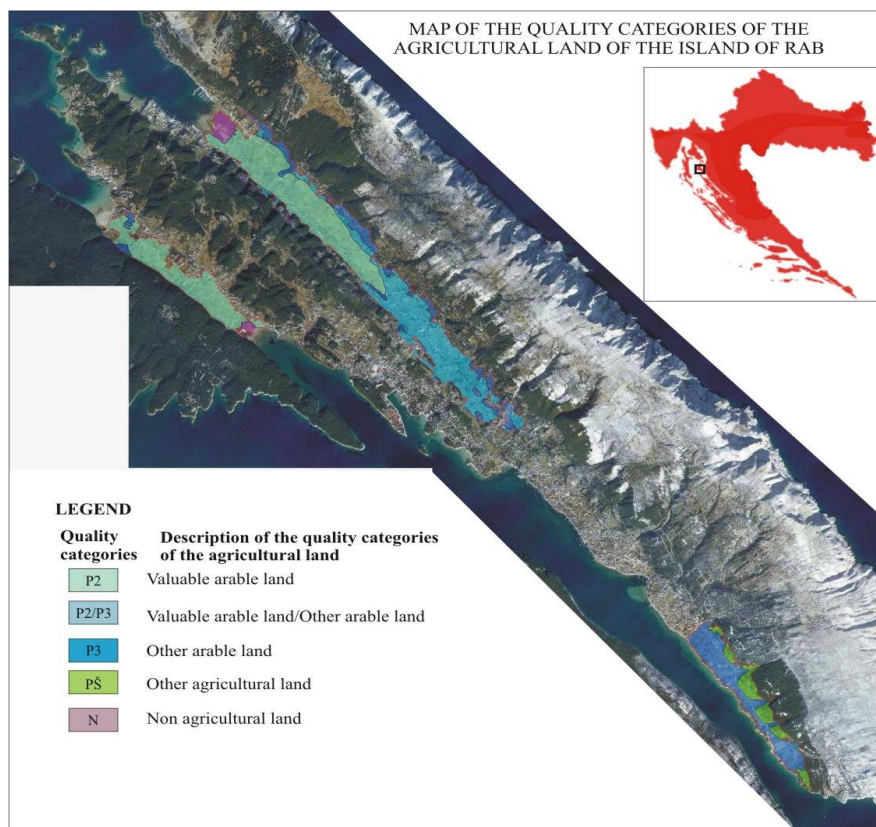 MAP OF THE QUALITY CATEGORIES OF THE
AGRICULTURAL LAND OF THE ISLAND OF RAB
LEGEND
Quality
categories
Description of the quality categories
of the agricultural land
P2 Valuable arable land
P2/P3 Valuable arable land/Other arable land
P3 Other arable land
PŠ Other agricultural land
N Non agricultural land